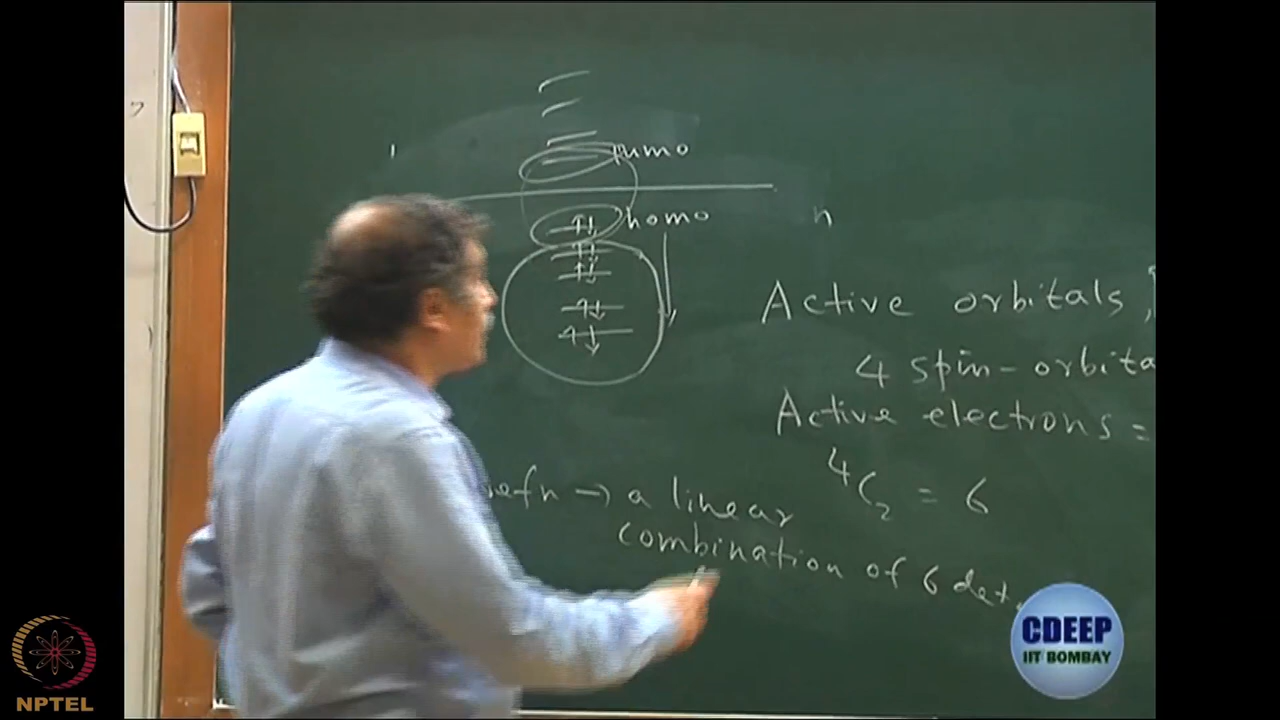 lumo
homo
n
Active orbitals,
4 spin-orbita
Active electrons =
⁴C₂ = 6
efn → a linear
combination of 6 det
CDEEP
IIT BOMBAY
NPTEL